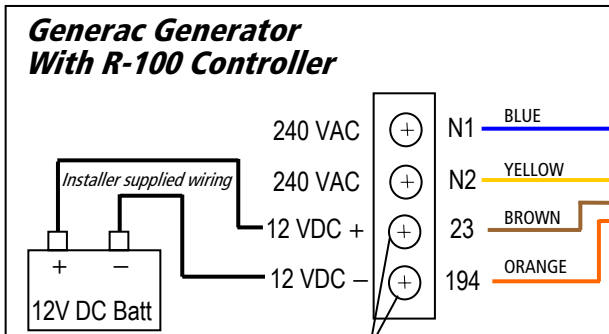 Generac Generator
With R-100 Controller
240 VAC N1 BLUE
240 VAC N2 YELLOW
Installer supplied wiring
12 VDC + 23 BROWN
12 VDC – 194 ORANGE
+ –
12V DC Batt